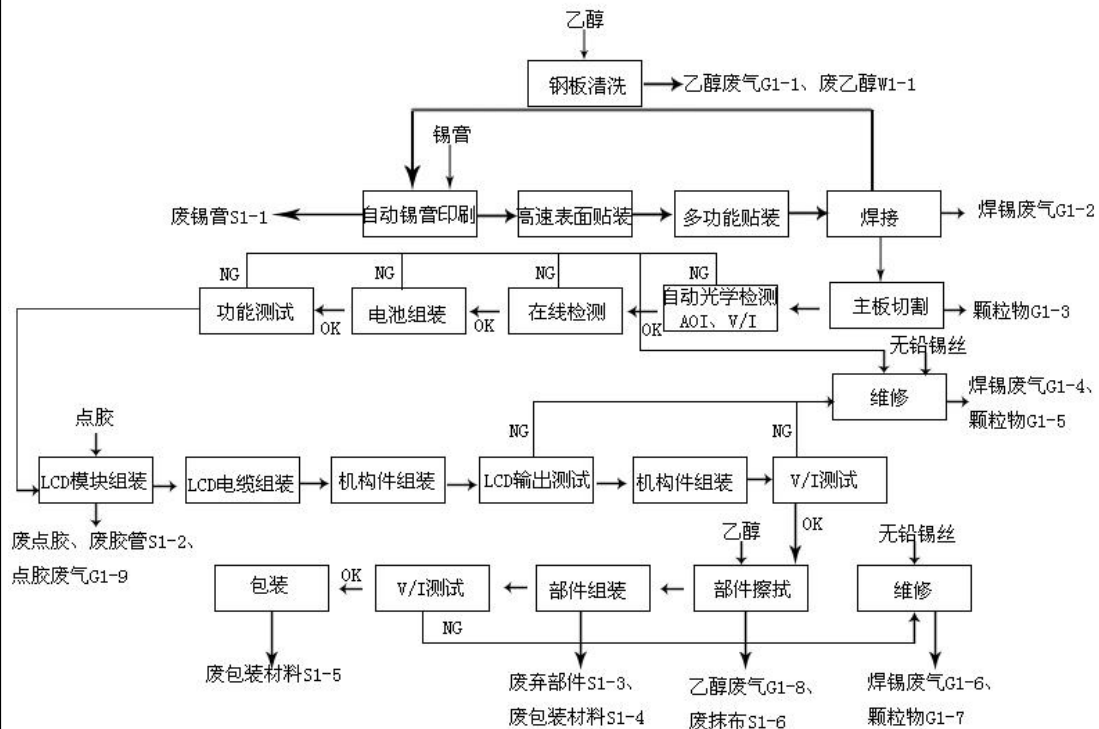 乙醇
钢板清洗
乙醇废气G1-1、废乙醇W1-1
锡膏
废锡膏S1-1
自动锡膏印刷
高速表面贴装
多功能贴装
焊接
焊锡废气G1-2
NG
NG
NG
NG
功能测试
OK
电池组装
OK
在线检测
OK
自动光学检测
AOI、V/I
主板切割
颗粒物G1-3
无铅锡丝
维修
焊锡废气G1-4、
颗粒物G1-5
点胶
NG
NG
LCD模块组装
LCD电缆组装
机构件组装
LCD输出测试
机构件组装
V/I测试
废点胶、废胶管S1-2、
点胶废气G1-9
OK
乙醇
无铅锡丝
包装
OK
V/I测试
部件组装
部件擦拭
维修
NG
废包装材料S1-5
废弃部件S1-3、
废包装材料S1-4
乙醇废气G1-8、
废抹布S1-6
焊锡废气G1-6、
颗粒物G1-7